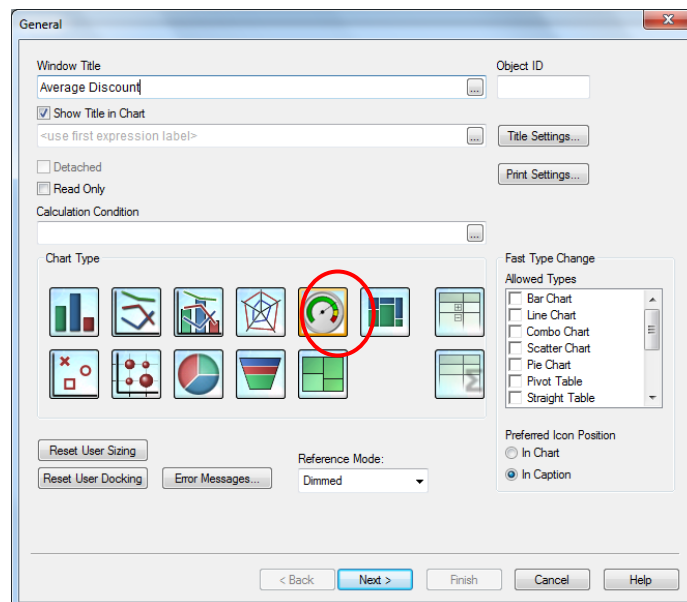 General
Window Title
Object ID
Average Discount
...
Show Title in Chart
<use first expression label>
...
Title Settings...
Detached
Print Settings...
Read Only
Calculation Condition
...
Chart Type
Fast Type Change
Allowed Types
Bar Chart
Line Chart
Combo Chart
Scatter Chart
Pie Chart
Pivot Table
Straight Table
Preferred Icon Position
In Chart
In Caption
Reset User Sizing
Reference Mode:
Reset User Docking
Error Messages...
Dimmed
< Back
Next >
Finish
Cancel
Help